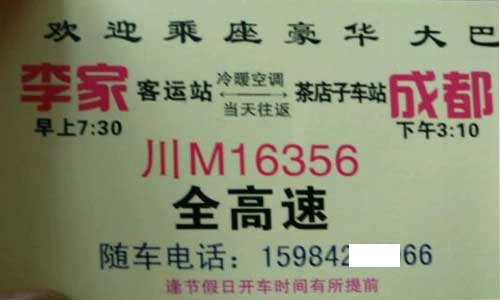 欢迎乘座豪华大巴
李家客运站 冷暖空调 茶店子车站成都
当天往返
早上7:30 下午3:10
川M16356
全高速
随车电话：15984266
逢节假日开车时间有所提前